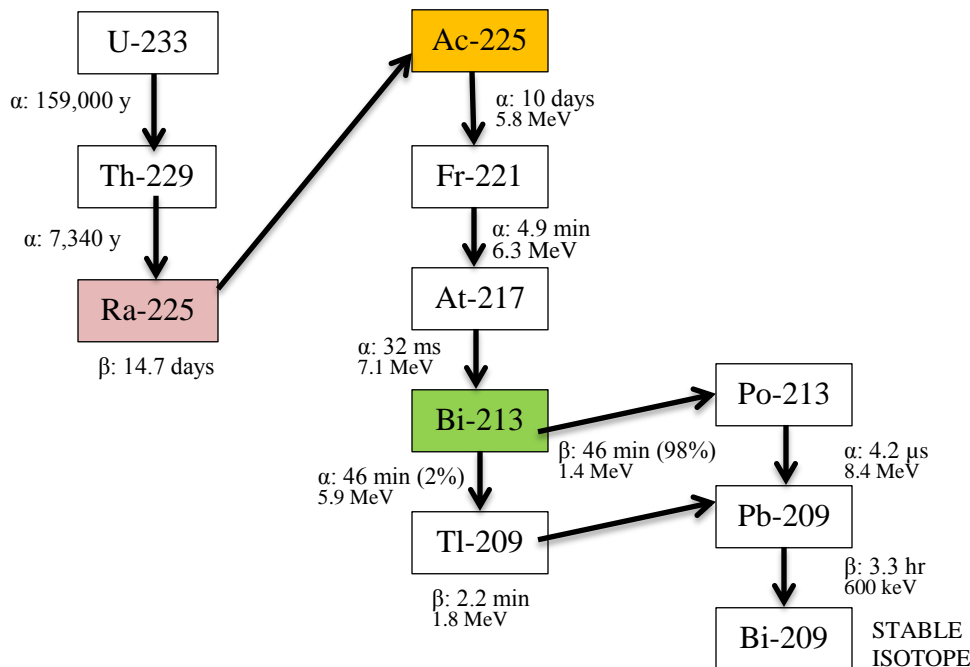 U-233
α: 159,000 y
Th-229
α: 7,340 y
Ra-225
β: 14.7 days
Ac-225
α: 10 days
5.8 MeV
Fr-221
α: 4.9 min
6.3 MeV
At-217
α: 32 ms
7.1 MeV
Bi-213
α: 46 min (2%)
5.9 MeV
β: 46 min (98%)
1.4 MeV
Tl-209
β: 2.2 min
1.8 MeV
Po-213
α: 4.2 µs
8.4 MeV
Pb-209
β: 3.3 hr
600 keV
Bi-209
STABLE
ISOTOPE